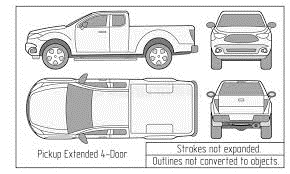 Pickup Extended 4-Door
Strokes not expanded.
Outlines not converted to objects.